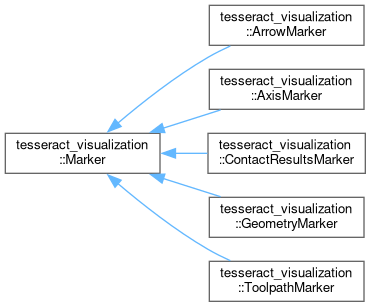 tesseract_visualization
::ArrowMarker
tesseract_visualization
::AxisMarker
tesseract_visualization
::Marker
tesseract_visualization
::ContactResultsMarker
tesseract_visualization
::GeometryMarker
tesseract_visualization
::ToolpathMarker